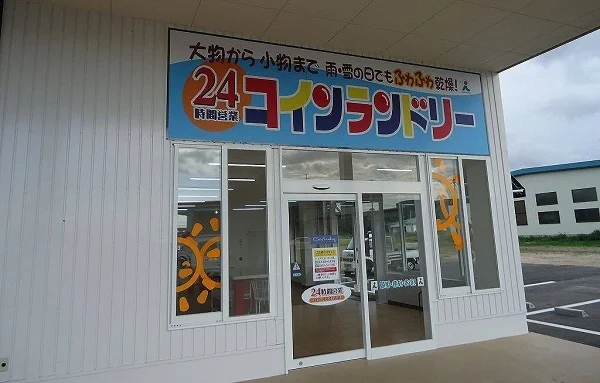 大物から小物まで 雨・雪の日でもふわふわ乾燥!
24
時間営業
コインランドリー
24時間営業